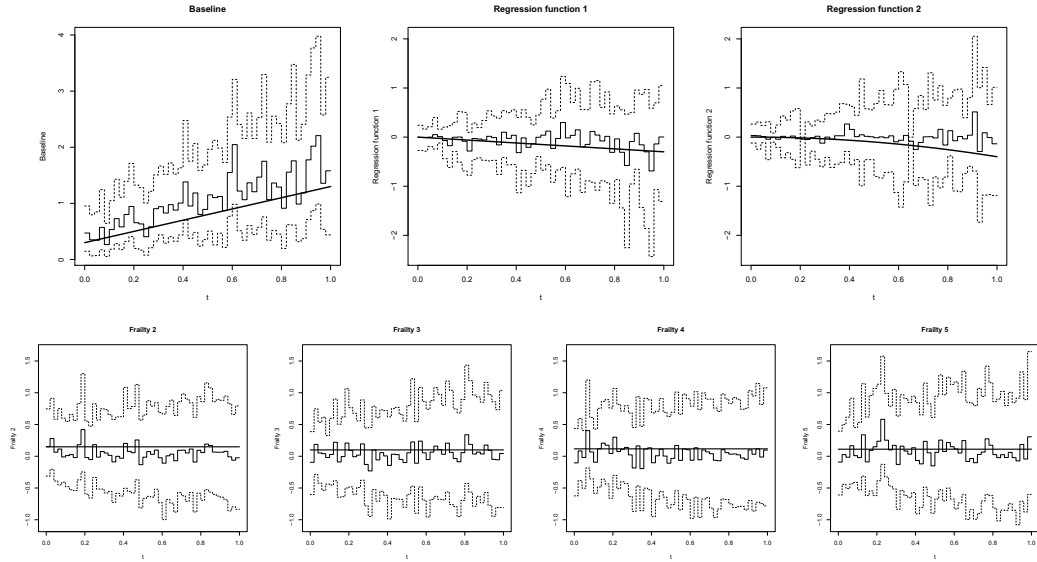 Baseline
Regression function 1
Regression function 2
Baseline
4
3
2
1
0
0.0 0.2 0.4 0.6 0.8 1.0
t
Regression function 1
2
1
0
−1
−2
0.0 0.2 0.4 0.6 0.8 1.0
t
Regression function 2
2
1
0
−1
−2
0.0 0.2 0.4 0.6 0.8 1.0
t
Frailty 2
Frailty 3
Frailty 4
Frailty 5
Frailty 2
1.5
1.0
0.5
0.0
−0.5
−1.0
0.0 0.2 0.4 0.6 0.8 1.0
t
Frailty 3
1.5
1.0
0.5
0.0
−0.5
−1.0
0.0 0.2 0.4 0.6 0.8 1.0
t
Frailty 4
1.5
1.0
0.5
0.0
−0.5
−1.0
0.0 0.2 0.4 0.6 0.8 1.0
t
Frailty 5
1.5
1.0
0.5
0.0
−0.5
−1.0
0.0 0.2 0.4 0.6 0.8 1.0
t